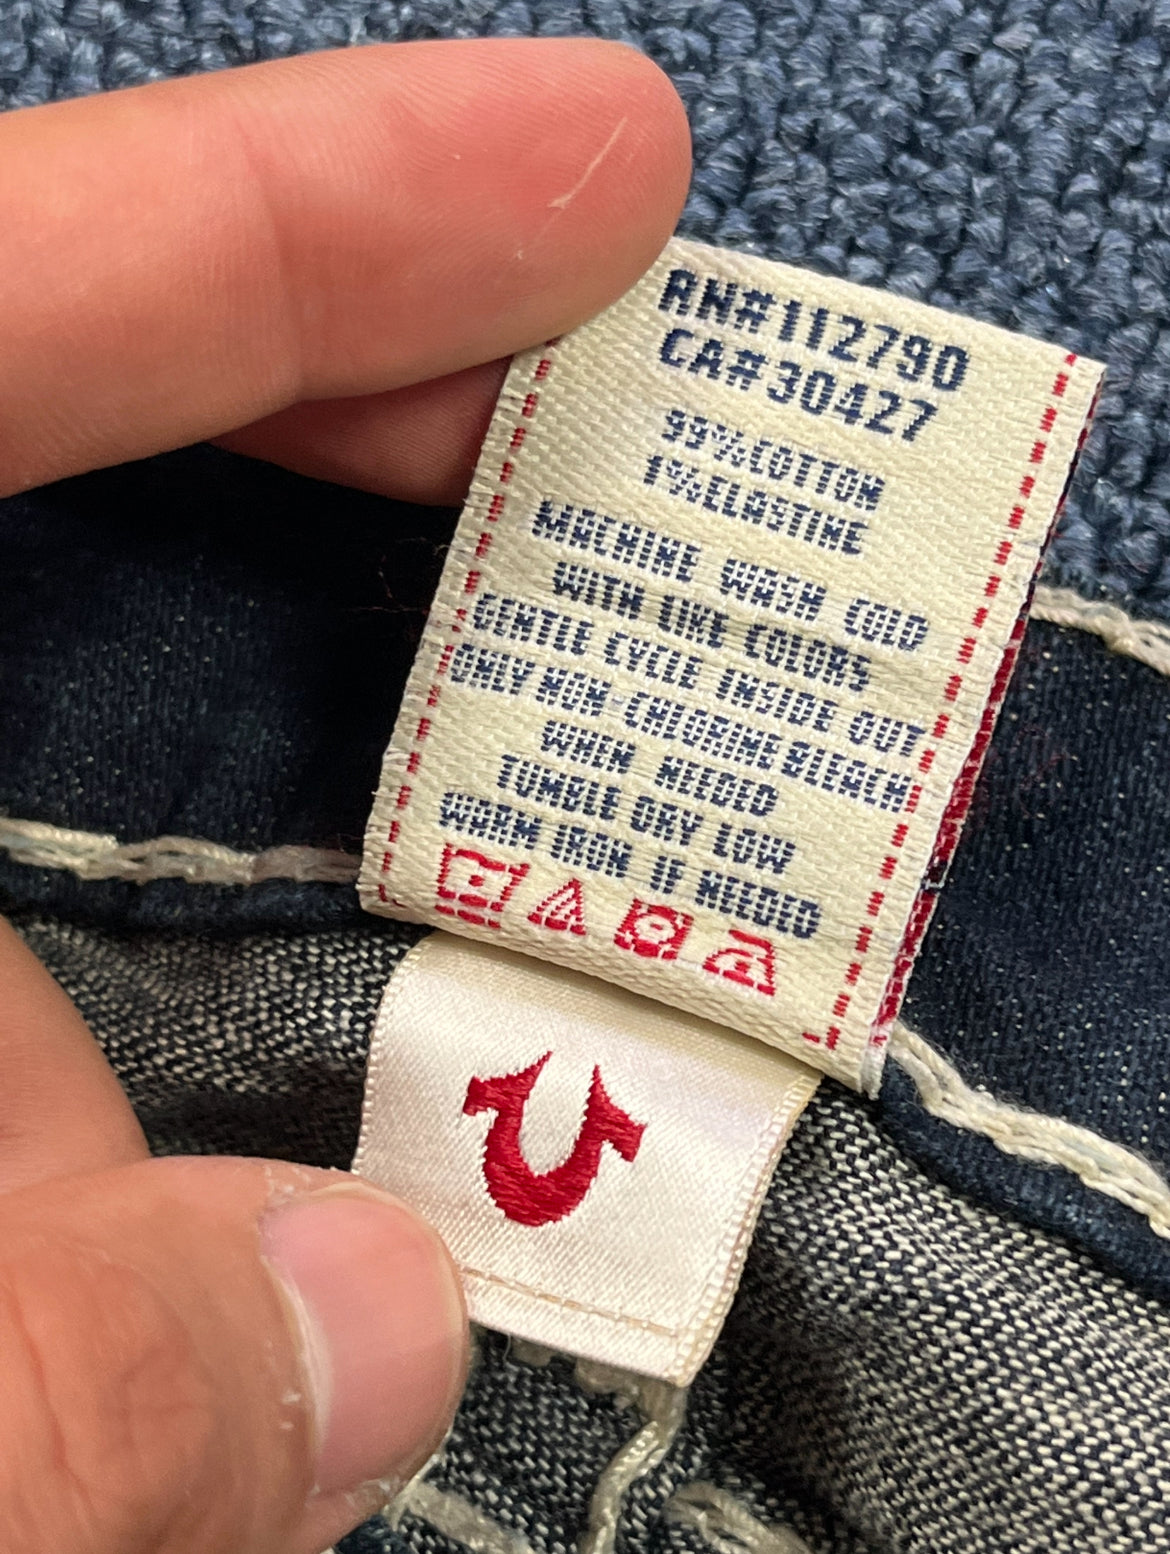 RN#112790
CA#30427
99%COTTON
1%ELASTINE
MACHINE WASH COLD
WITH LIKE COLORS
GENTLE CYCLE INSIDE OUT
ONLY NON-CHLORINE BLEACH
WHEN NEEDED
TUMBLE DRY LOW
WARM IRON IF NEEDED